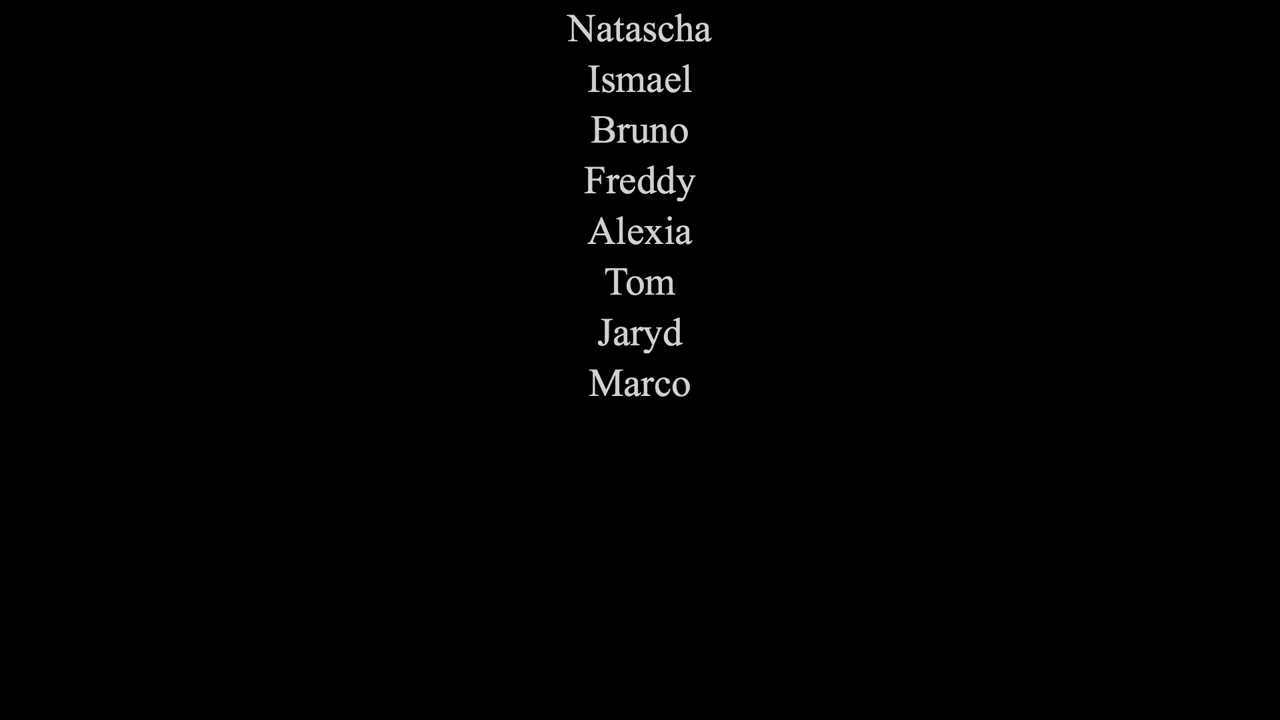 Natascha
Ismael
Bruno
Freddy
Alexia
Tom
Jaryd
Marco